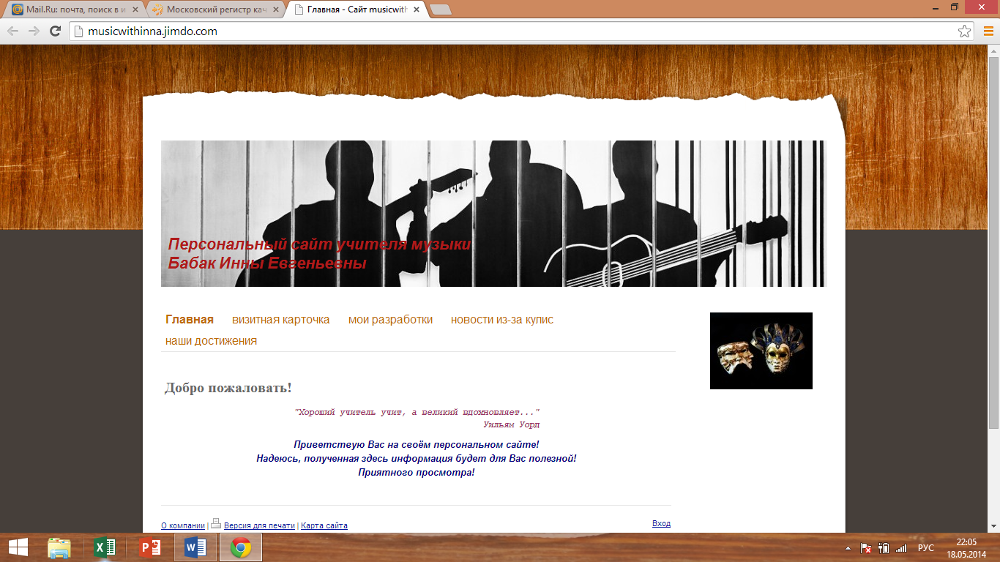 Mail.Ru: почта, поиск в и
Московский регистр кач
Главная - Сайт musicwith
musicwithinna.jimdo.com
Персональный сайт учителя музыки
Бабак Инны Евгеньевны
Главная визитная карточка мои разработки новости из-за кулис
наши достижения
Добро пожаловать!
"Хороший учитель учит, а великий вдохновляет..."
Уильям Уорд
Приветствую Вас на своём персональном сайте!
Надеюсь, полученная здесь информация будет для Вас полезной!
Приятного просмотра!
О компании | Версия для печати | Карта сайта
Вход
РУС
22:05
18.05.2014